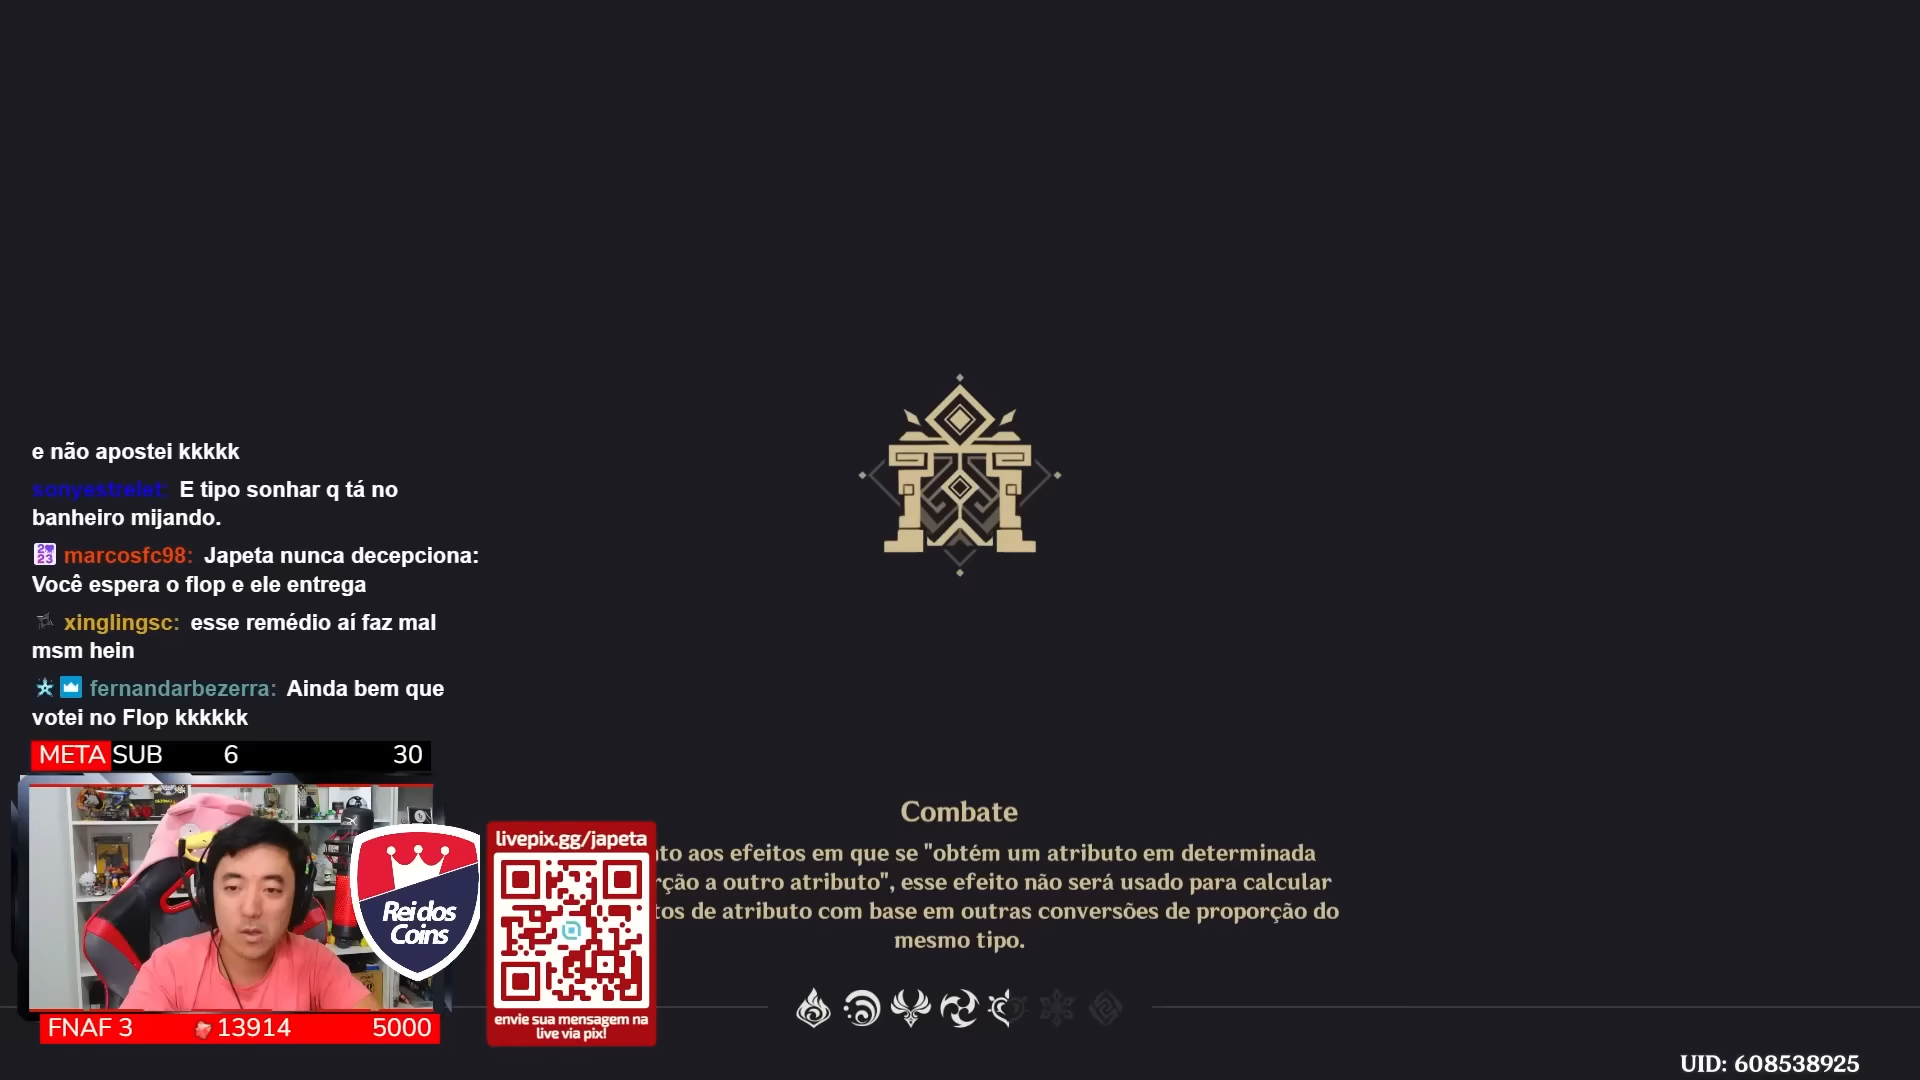 e não apostei kkkkk
sonyestrelet: E tipo sonhar q tá no
banheiro mijando.
marcosfc98: Japeta nunca decepciona:
Você espera o flop e ele entrega
xinglingsc: esse remédio aí faz mal
msm hein
fernandarbezerra: Ainda bem que
votei no Flop kkkkkk
META SUB 6 30
Rei dos
Coins
FNAF 3 13914 5000
livepix.gg/japeta
envie sua mensagem na
live via pix!
Combate
to aos efeitos em que se "obtém um atributo em determinada
ção a outro atributo", esse efeito não será usado para calcular
tos de atributo com base em outras conversões de proporção do
mesmo tipo.
UID: 608538925